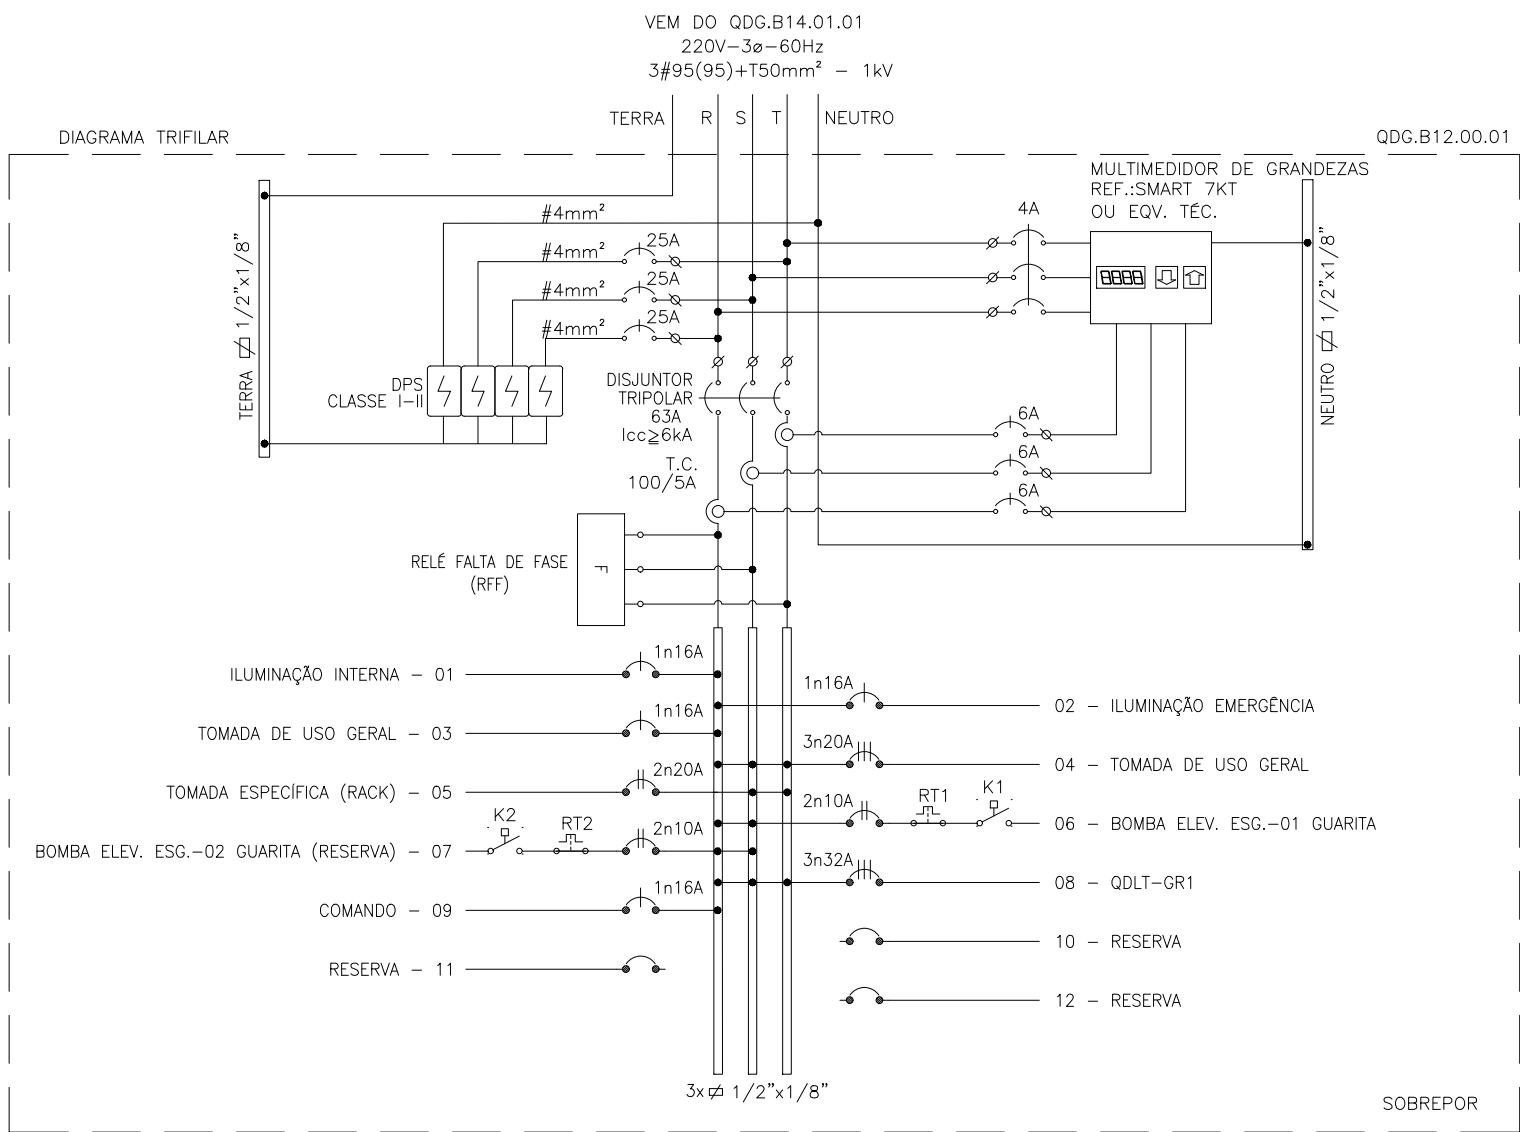 VEM DO QDG.B14.01.01
220V-3ø-60Hz
3#95(95)+T50mm² - 1kV
TERRA R S T NEUTRO
DIAGRAMA TRIFILAR
QDG.B12.00.01
MULTIMEDIDOR DE GRANDEZAS
REF.:SMART 7KT
OU EQV. TÉC.
4A
#4mm²
#4mm² 25A
#4mm² 25A
#4mm² 25A
TERRA 1/2"x1/8"
NEUTRO 1/2"x1/8"
8888
DPS
CLASSE I-II
DISJUNTOR
TRIPOLAR
63A
Icc≧6kA
T.C.
100/5A
6A
6A
6A
RELÉ FALTA DE FASE
(RFF)
F
ILUMINAÇÃO INTERNA - 01 1n16A
1n16A 02 - ILUMINAÇÃO EMERGÊNCIA
TOMADA DE USO GERAL - 03 1n16A
3n20A 04 - TOMADA DE USO GERAL
TOMADA ESPECÍFICA (RACK) - 05 2n20A
2n10A RT1 K1 06 - BOMBA ELEV. ESG.-01 GUARITA
BOMBA ELEV. ESG.-02 GUARITA (RESERVA) - 07 K2 RT2 2n10A
3n32A 08 - QDLT-GR1
COMANDO - 09 1n16A
10 - RESERVA
RESERVA - 11
12 - RESERVA
3x 1/2"x1/8"
SOBREPOR